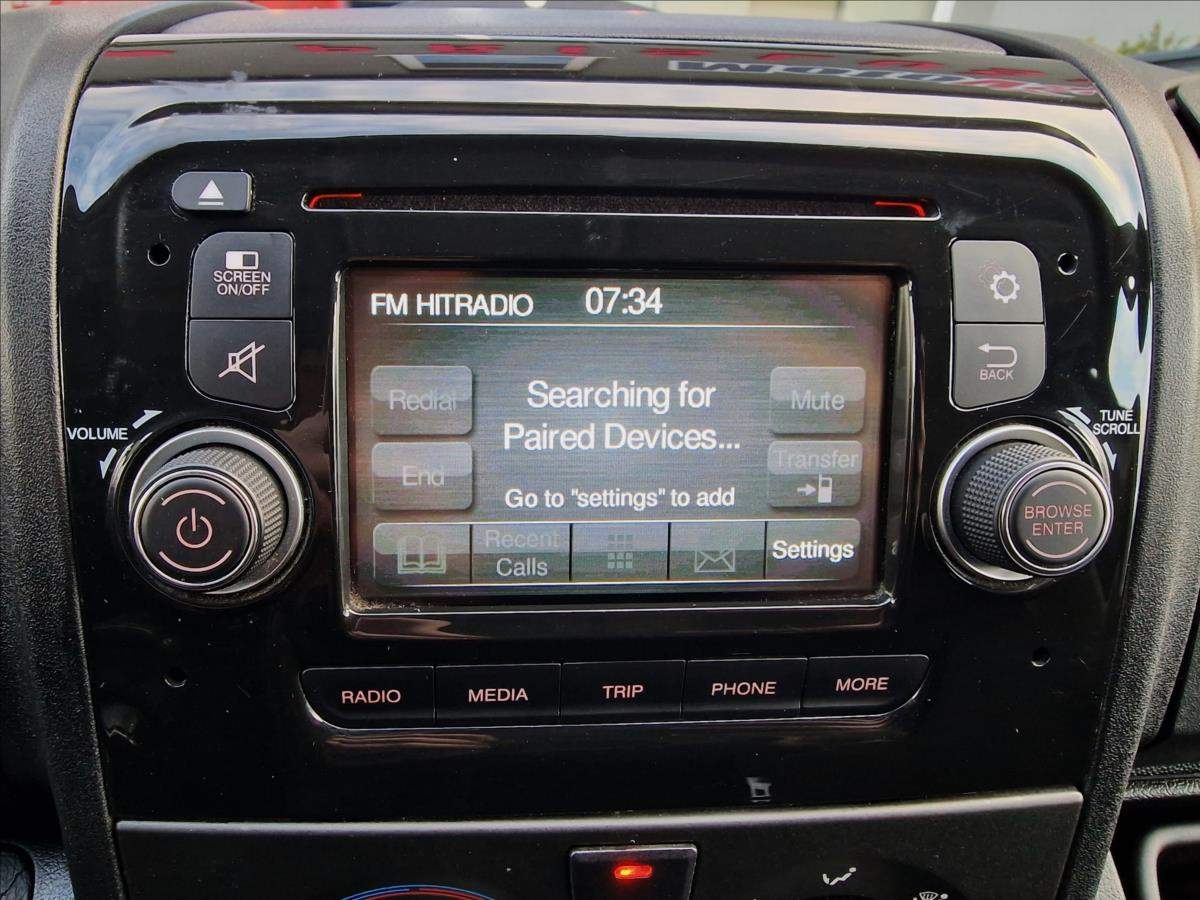 SCREEN
ON/OFF
FM HITRADIO 07:34
Redial
Searching for
Paired Devices...
Mute
End
Transfer
Go to "settings" to add
Recent
Calls
Settings
BACK
VOLUME
TUNE
SCROLL
BROWSE
ENTER
RADIO
MEDIA
TRIP
PHONE
MORE